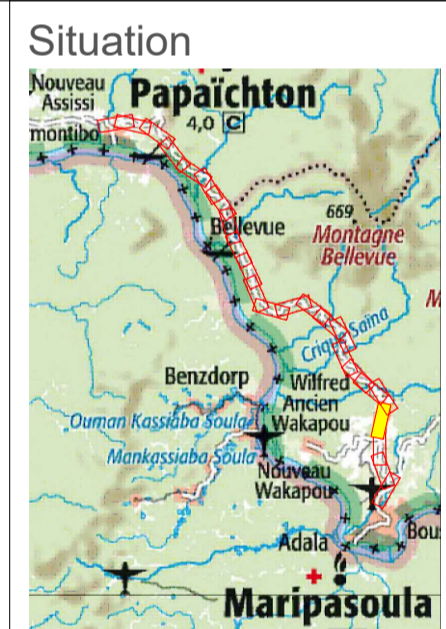 Situation
Nouveau
Assissi
Papaïchton
montibo
4,0 C
Bellevue
669
Montagne
Bellevue
M
Crique Saïna
Benzdorp
Wilfred
Ancien
Wakapou
Ouman Kassiaba Soula
Mankassiaba Soula
Nouveau
Wakapou
Adala
Bous
Maripasoula